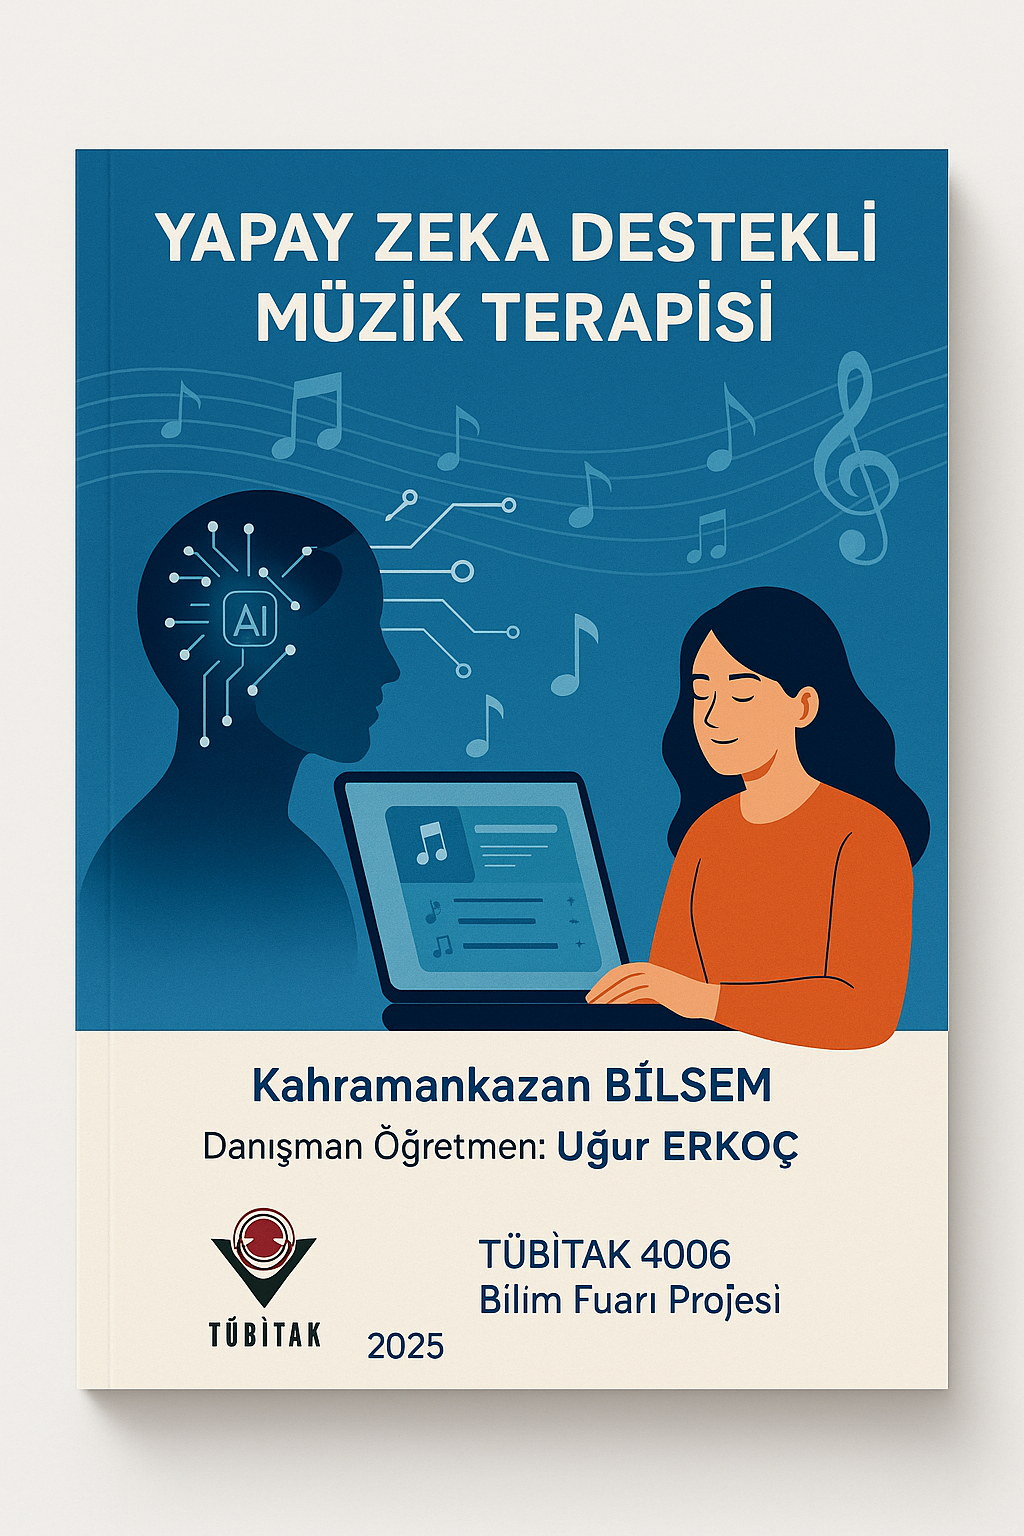 YAPAY ZEKA DESTEKLİ
MÜZİK TERAPİSİ
AI
Kahramankazan BİLSEM
Danışman Öğretmen: Uğur ERKOÇ
TÜBİTAK
2025
TÜBİTAK 4006
Bilim Fuarı Projesi